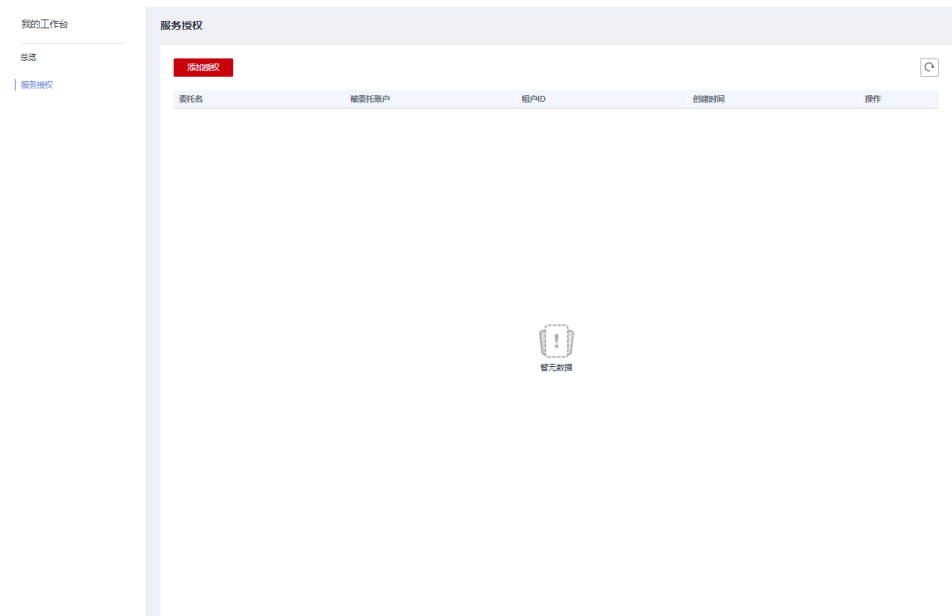 我的工作台
总览
服务授权
服务授权
添加授权
委托名 被委托账户 租户ID 创建时间 操作
暂无数据